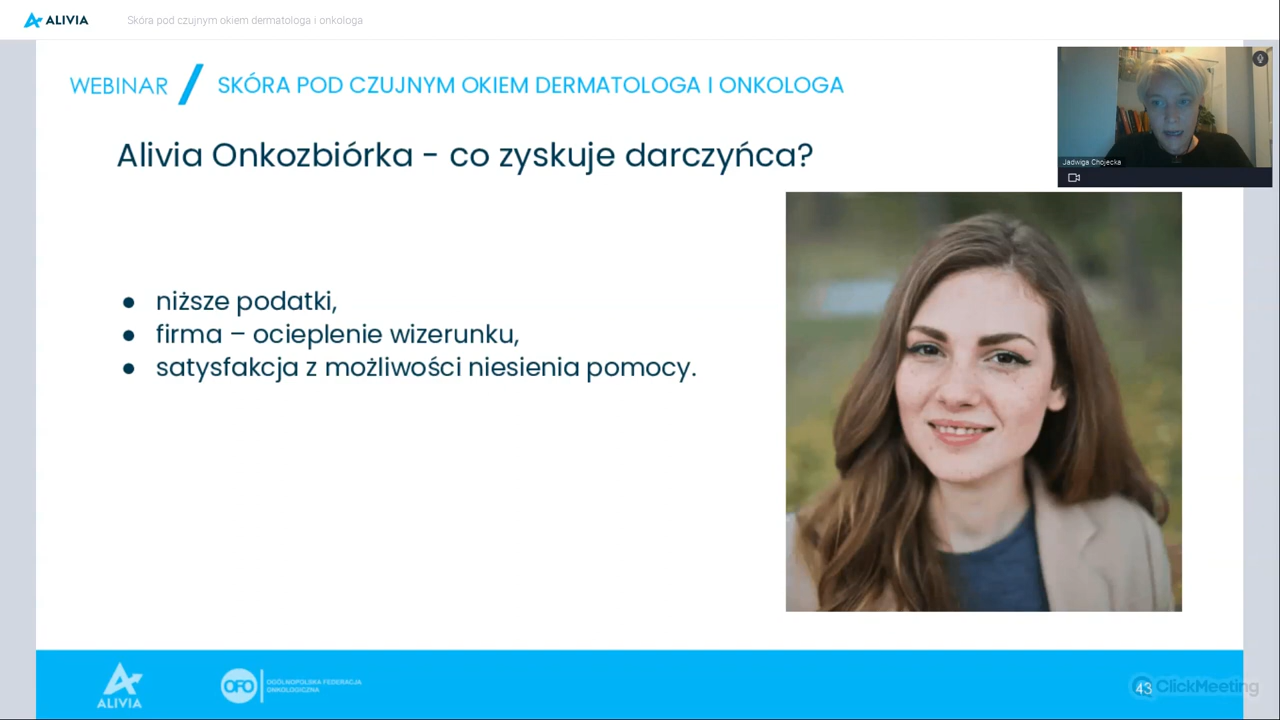 ALIVIA
Skóra pod czujnym okiem dermatologa i onkologa
WEBINAR / SKÓRA POD CZUJNYM OKIEM DERMATOLOGA I ONKOLOGA
Jadwiga Chojecka
Alivia Onkozbiórka - co zyskuje darczyńca?
● niższe podatki,
● firma – ocieplenie wizerunku,
● satysfakcja z możliwości niesienia pomocy.
ALIVIA
OFO
OGÓLNOPOLSKA FEDERACJA
ONKOLOGICZNA
43
ClickMeeting